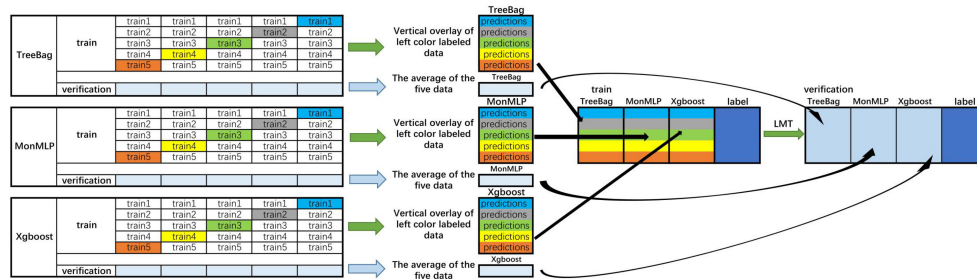 TreeBag
train
train1 train1 train1 train1 train1
train2 train2 train2 train2 train2
train3 train3 train3 train3 train3
train4 train4 train4 train4 train4
train5 train5 train5 train5 train5
verification
Vertical overlay of
left color labeled
data
The average of the
five data
TreeBag
predictions
predictions
predictions
predictions
predictions
TreeBag
MonMLP
train
train1 train1 train1 train1 train1
train2 train2 train2 train2 train2
train3 train3 train3 train3 train3
train4 train4 train4 train4 train4
train5 train5 train5 train5 train5
verification
Vertical overlay of
left color labeled
data
The average of the
five data
MonMLP
predictions
predictions
predictions
predictions
predictions
MonMLP
Xgboost
train
train1 train1 train1 train1 train1
train2 train2 train2 train2 train2
train3 train3 train3 train3 train3
train4 train4 train4 train4 train4
train5 train5 train5 train5 train5
verification
Vertical overlay of
left color labeled
data
The average of the
five data
Xgboost
predictions
predictions
predictions
predictions
predictions
Xgboost
train
TreeBag MonMLP Xgboost label
LMT
verification
TreeBag MonMLP Xgboost label